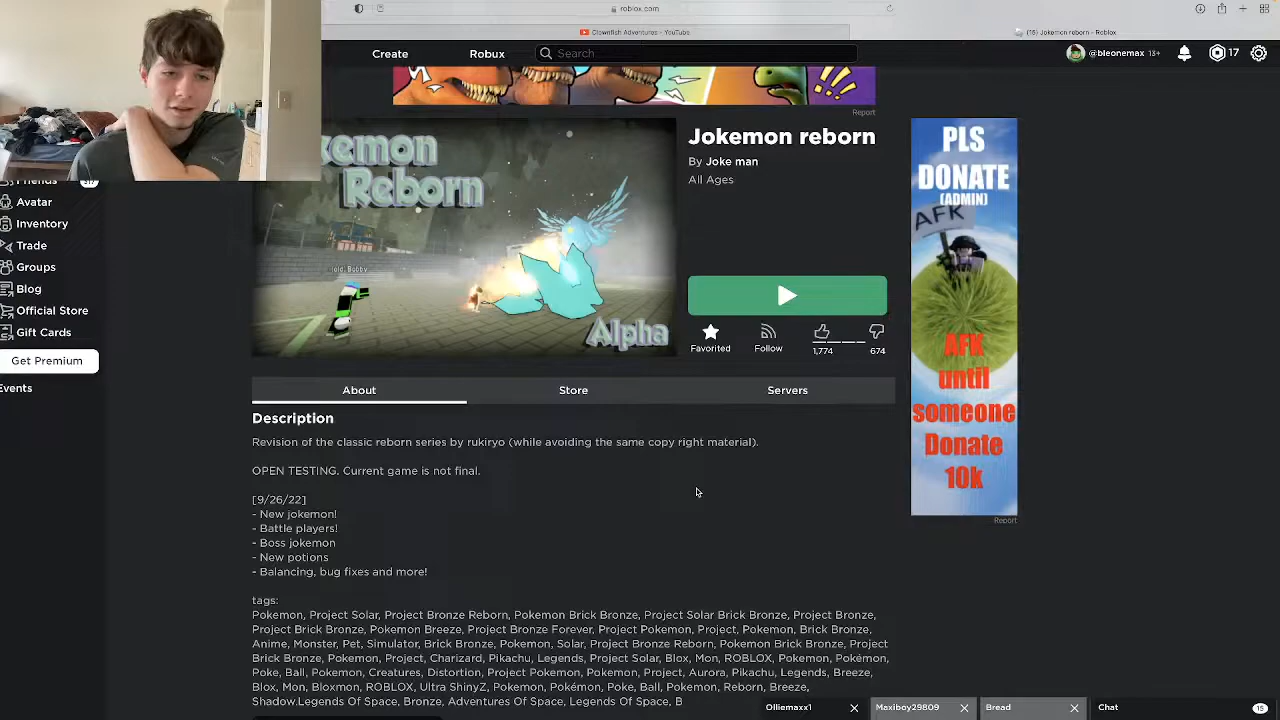 roblox.com
Clownfish Adventures - YouTube
(15) Jokemon reborn - Roblox
Create
Robux
Search
@bleonemax 13+
17
Report
Jokemon reborn
By Joke man
All Ages
kemon
Reborn
Alpha
Favorited
Follow
1,774
674
PLS
DONATE
(ADMIN)
AFK
AFK
until
someone
Donate
10k
Report
Friends
Avatar
Inventory
Trade
Groups
Blog
Official Store
Gift Cards
Get Premium
Events
About
Store
Servers
Description
Revision of the classic reborn series by rukiryo (while avoiding the same copy right material).
OPEN TESTING. Current game is not final.
[9/26/22]
- New jokemon!
- Battle players!
- Boss jokemon
- New potions
- Balancing, bug fixes and more!
tags:
Pokemon, Project Solar, Project Bronze Reborn, Pokemon Brick Bronze, Project Solar Brick Bronze, Project Bronze,
Project Brick Bronze, Pokemon Breeze, Project Bronze Forever, Project Pokemon, Project, Pokemon, Brick Bronze,
Anime, Monster, Pet, Simulator, Brick Bronze, Pokemon, Solar, Project Bronze Reborn, Pokemon Brick Bronze, Project
Brick Bronze, Pokemon, Project, Charizard, Pikachu, Legends, Project Solar, Blox, Mon, ROBLOX, Pokemon, Pokémon,
Poke, Ball, Pokemon, Creatures, Distortion, Project Pokemon, Pokemon, Project, Aurora, Pikachu, Legends, Breeze,
Blox, Mon, Bloxmon, ROBLOX, Ultra ShinyZ, Pokemon, Pokémon, Poke, Ball, Pokemon, Reborn, Breeze,
Shadow.Legends Of Space, Bronze, Adventures Of Space, Legends Of Space, B
Olliemaxx1
Maxiboy29809
Bread
Chat
15